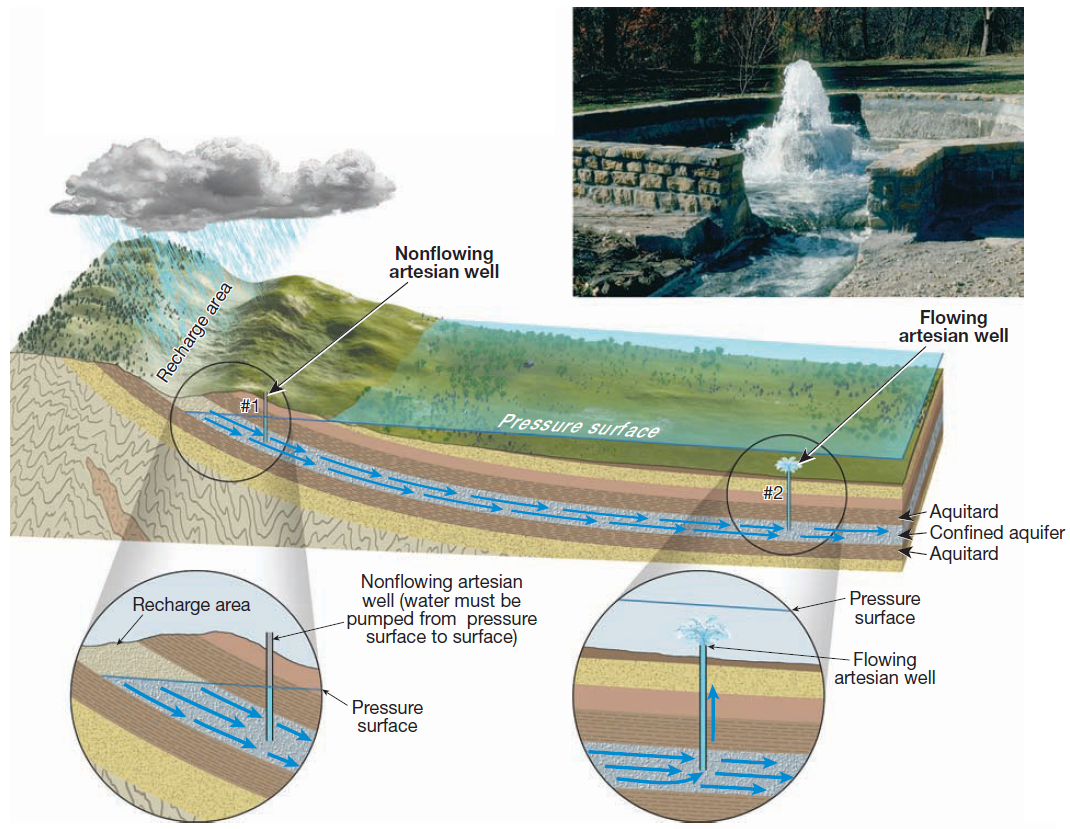 Nonflowing
artesian well
Recharge area
#1
Flowing
artesian well
Pressure surface
#2
Aquitard
Confined aquifer
Aquitard
Recharge area
Nonflowing artesian
well (water must be
pumped from pressure
surface to surface)
Pressure
surface
Pressure
surface
Flowing
artesian well